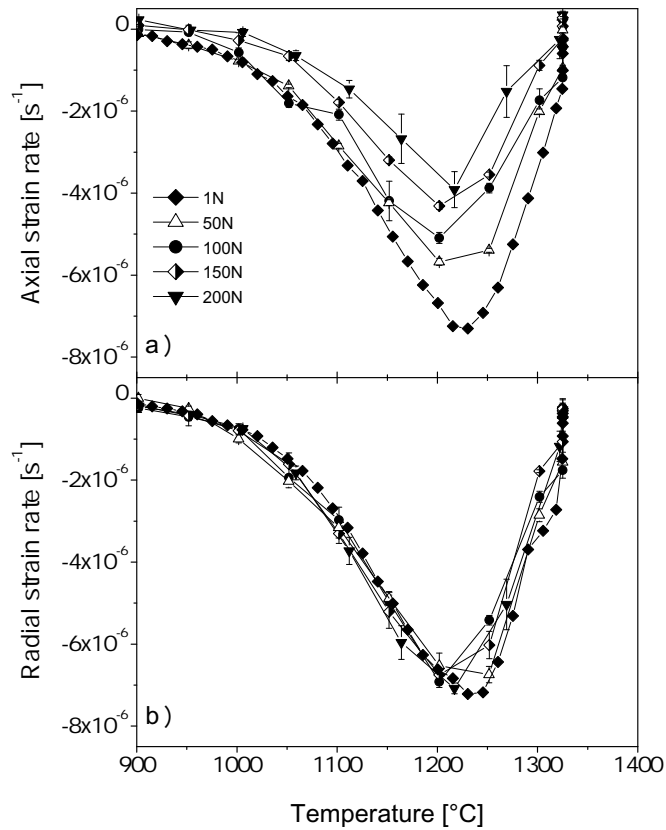 0
-2x10⁻⁶
-4x10⁻⁶
-6x10⁻⁶
-8x10⁻⁶
Axial strain rate [s⁻¹]
1N
50N
100N
150N
200N
a)
0
-2x10⁻⁶
-4x10⁻⁶
-6x10⁻⁶
-8x10⁻⁶
Radial strain rate [s⁻¹]
b)
900 1000 1100 1200 1300 1400
Temperature [°C]